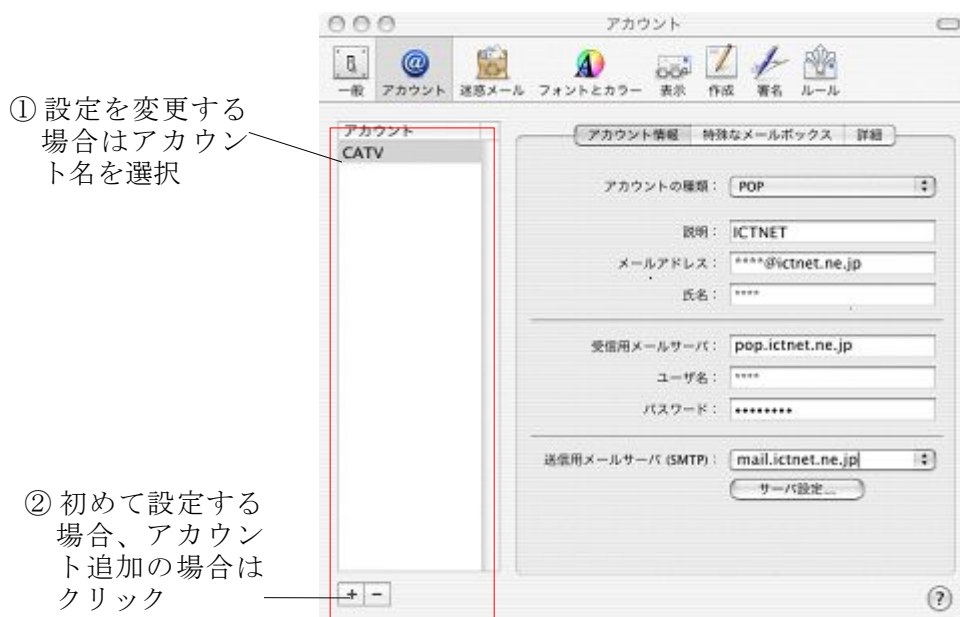 アカウント
一般 アカウント 迷惑メール フォントとカラー 表示 作成 署名 ルール
① 設定を変更する
場合はアカウン
ト名を選択
アカウント
CATV
アカウント情報 特殊なメールボックス 詳細
アカウントの種類： POP
説明： ICTNET
メールアドレス： ****@ictnet.ne.jp
氏名： ****
受信用メールサーバ： pop.ictnet.ne.jp
ユーザ名： ****
パスワード： ••••••••
送信用メールサーバ (SMTP)： mail.ictnet.ne.jp
サーバ設定...
② 初めて設定する
場合、アカウン
ト追加の場合は
クリック
+ −
?